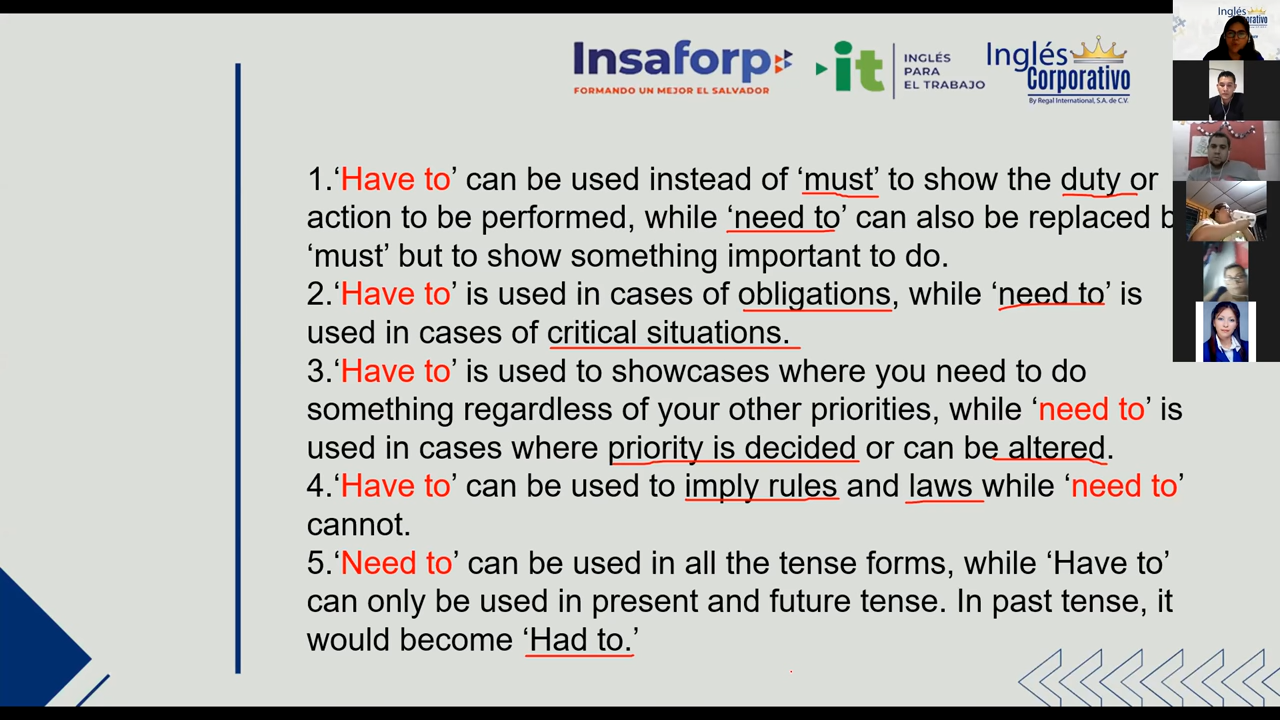 Insaforp
FORMANDO UN MEJOR EL SALVADOR
it
INGLÉS
PARA
EL TRABAJO
Inglés
Corporativo
By Regal International, S.A. de C.V.
Inglés
1.‘Have to’ can be used instead of ‘must’ to show the duty or
action to be performed, while ‘need to’ can also be replaced b
‘must’ but to show something important to do.
2.‘Have to’ is used in cases of obligations, while ‘need to’ is
used in cases of critical situations.
3.‘Have to’ is used to showcases where you need to do
something regardless of your other priorities, while ‘need to’ is
used in cases where priority is decided or can be altered.
4.‘Have to’ can be used to imply rules and laws while ‘need to’
cannot.
5.‘Need to’ can be used in all the tense forms, while ‘Have to’
can only be used in present and future tense. In past tense, it
would become ‘Had to.’